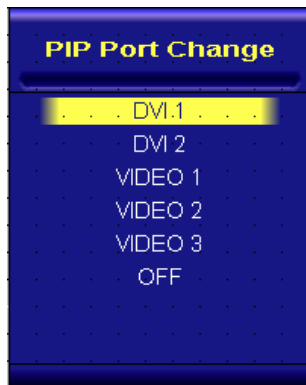 PIP Port Change
DVI 1
DVI 2
VIDEO 1
VIDEO 2
VIDEO 3
OFF